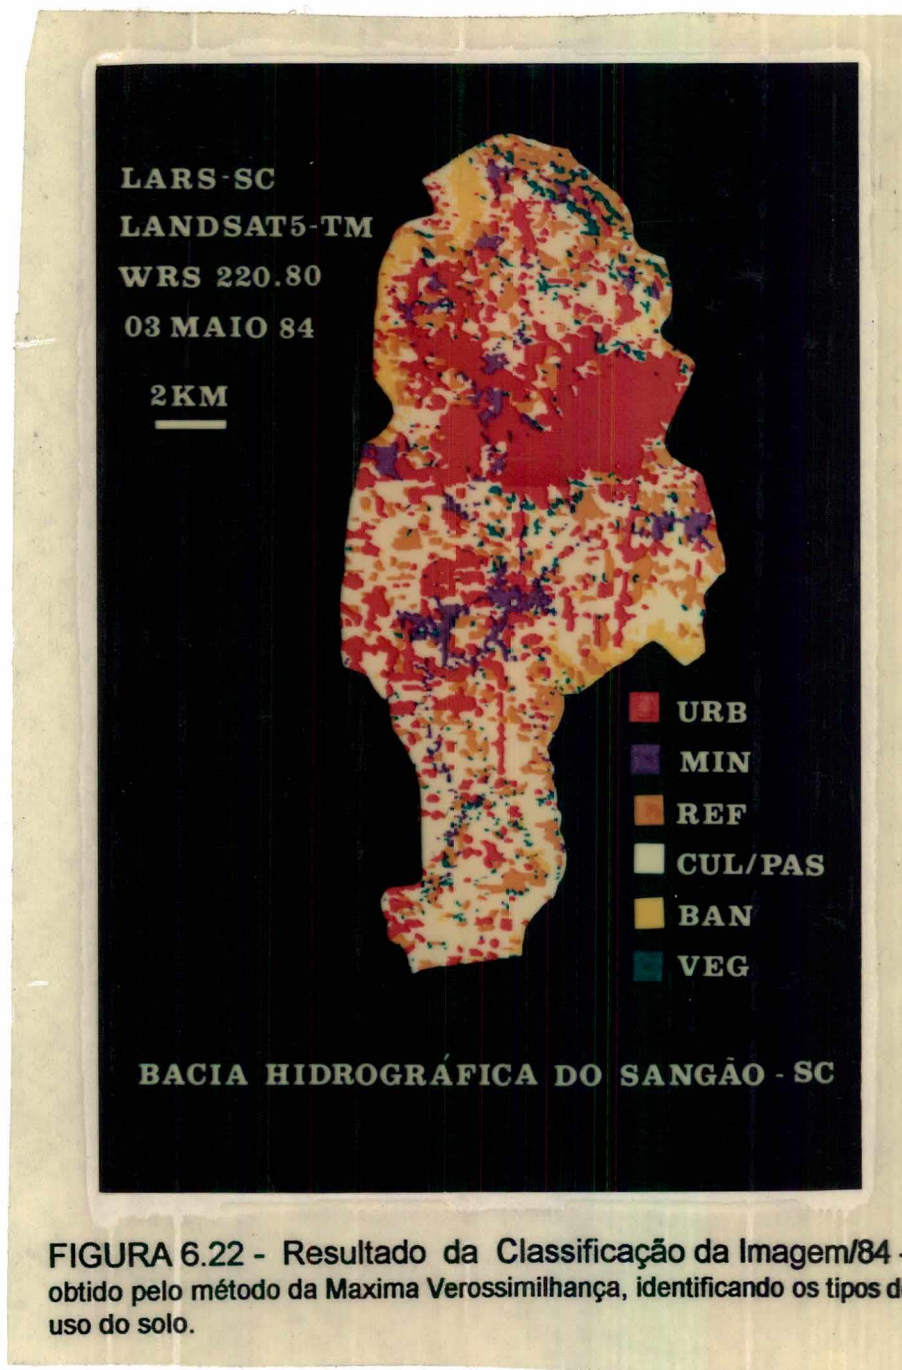 LARS-SC
LANDSAT5-TM
WRS 220.80
03 MAIO 84
2KM
URB
MIN
REF
CUL/PAS
BAN
VEG
BACIA HIDROGRÁFICA DO SANGÃO - SC
FIGURA 6.22 - Resultado da Classificação da Imagem/84 -
obtido pelo método da Maxima Verossimilhança, identificando os tipos de
uso do solo.